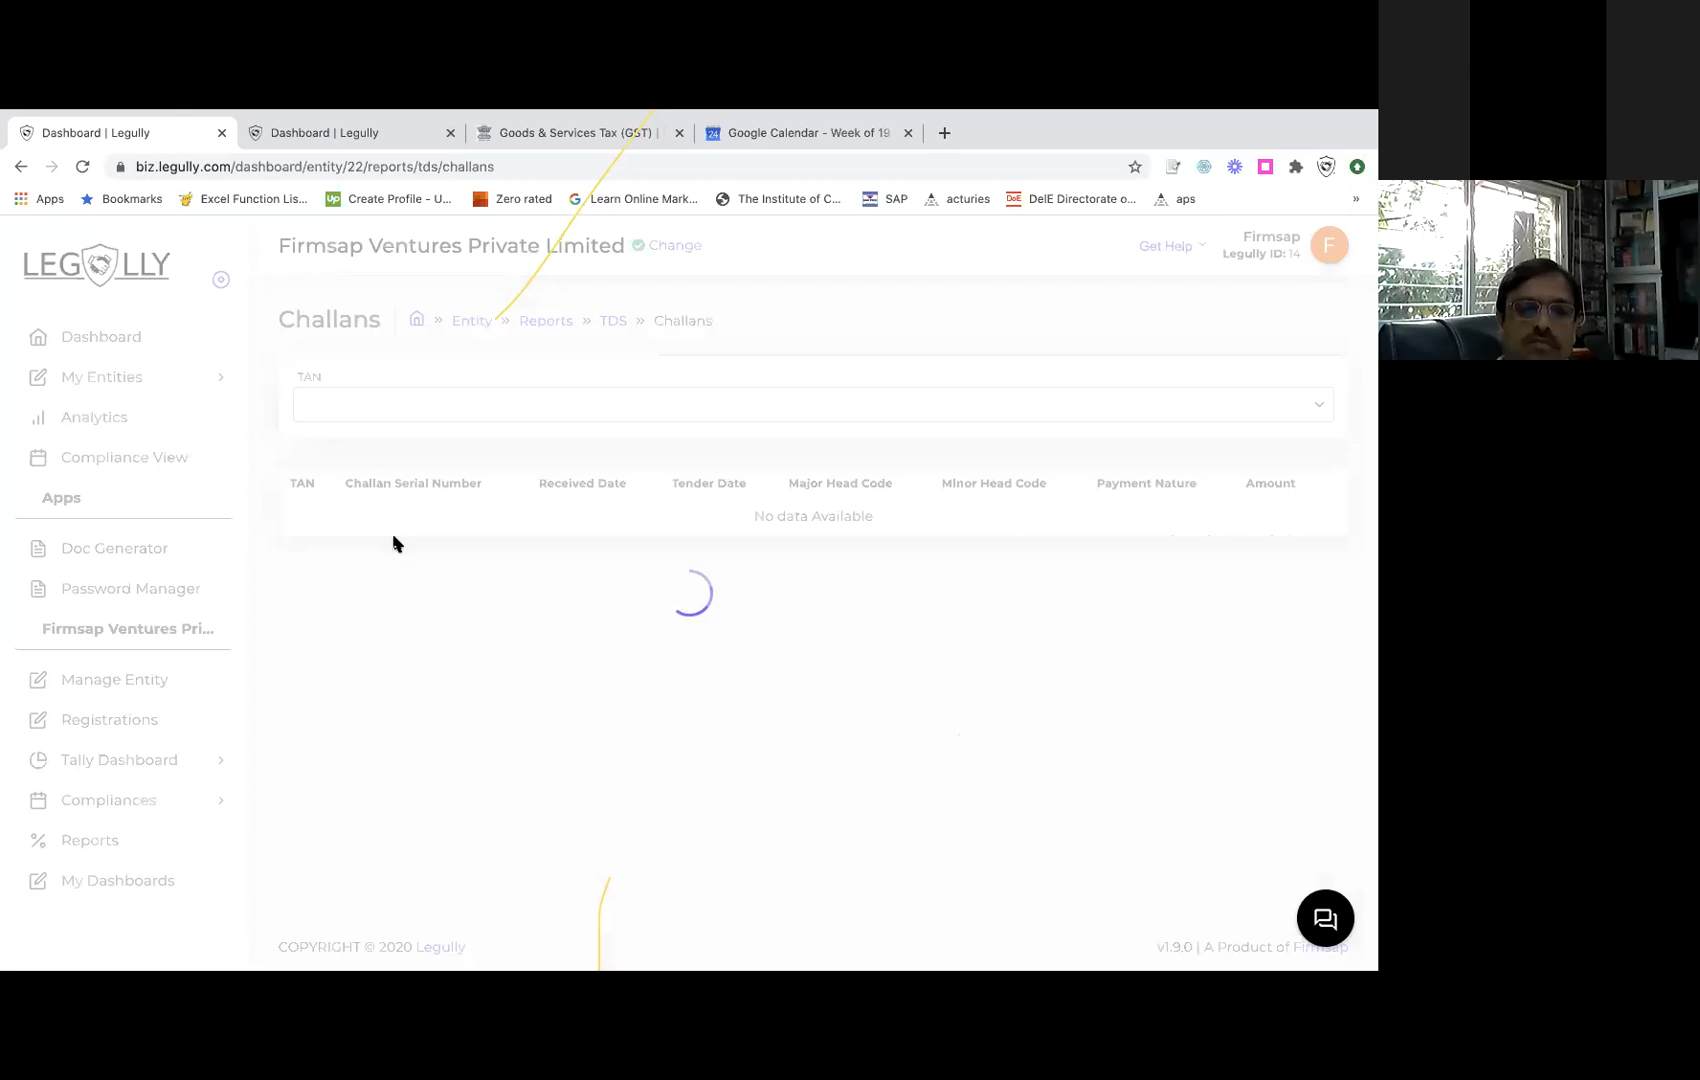 Dashboard | Legully
Dashboard | Legully
Goods & Services Tax (GST) |
24 Google Calendar - Week of 19
biz.legully.com/dashboard/entity/22/reports/tds/challans
Apps
Bookmarks
Excel Function Lis...
Up Create Profile - U...
Zero rated
Learn Online Mark...
The Institute of C...
SAP
acturies
DoE DelE Directorate o...
aps
»
LEGULLY
Firmsap Ventures Private Limited
Change
Get Help
Firmsap
Legully ID: 14
F
Challans
» Entity » Reports » TDS » Challans
Dashboard
My Entities
Analytics
Compliance View
Apps
Doc Generator
Password Manager
Firmsap Ventures Pri...
Manage Entity
Registrations
Tally Dashboard
Compliances
Reports
My Dashboards
TAN
TAN Challan Serial Number Received Date Tender Date Major Head Code Minor Head Code Payment Nature Amount
No data Available
COPYRIGHT © 2020 Legully
v1.9.0 | A Product of Firmsap